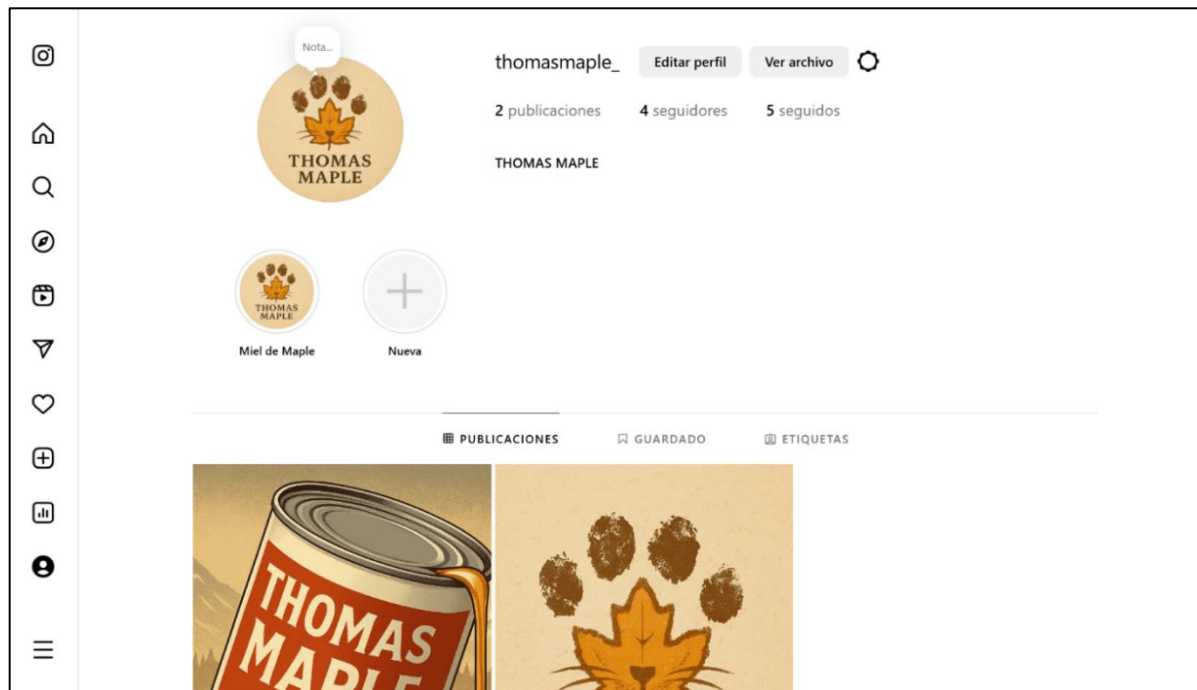 Nota...
THOMAS
MAPLE
thomasmaple_ Editar perfil Ver archivo
2 publicaciones 4 seguidores 5 seguidos
THOMAS MAPLE
THOMAS
MAPLE
Miel de Maple Nueva
PUBLICACIONES GUARDADO ETIQUETAS
THOMAS
MAPLE